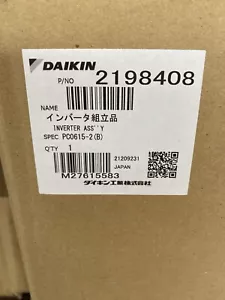 DAIKIN
P/NO 2198408
NAME
インバータ組立品
INVERTER ASS'Y
SPEC PC0615-2(B)
Q'TY 1
21209231
JAPAN
M27615583
ダイキン工業株式会社